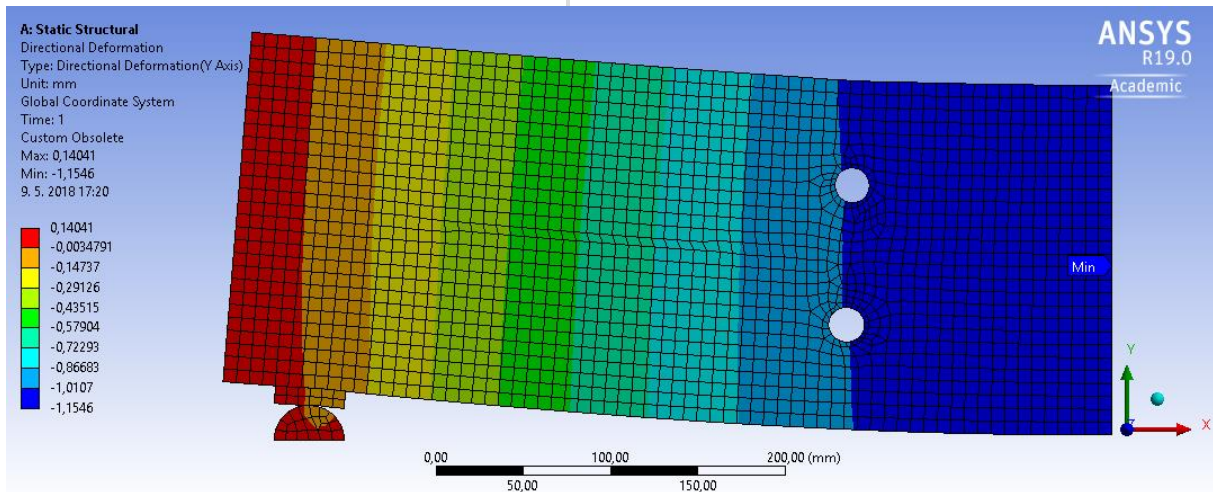 A: Static Structural
Directional Deformation
Type: Directional Deformation(Y Axis)
Unit: mm
Global Coordinate System
Time: 1
Custom Obsolete
Max: 0,14041
Min: -1,1546
9. 5. 2018 17:20
0,14041
-0,0034791
-0,14737
-0,29126
-0,43515
-0,57904
-0,72293
-0,86683
-1,0107
-1,1546
ANSYS
R19.0
Academic
Min
Y
X
0,00 100,00 200,00 (mm)
50,00 150,00